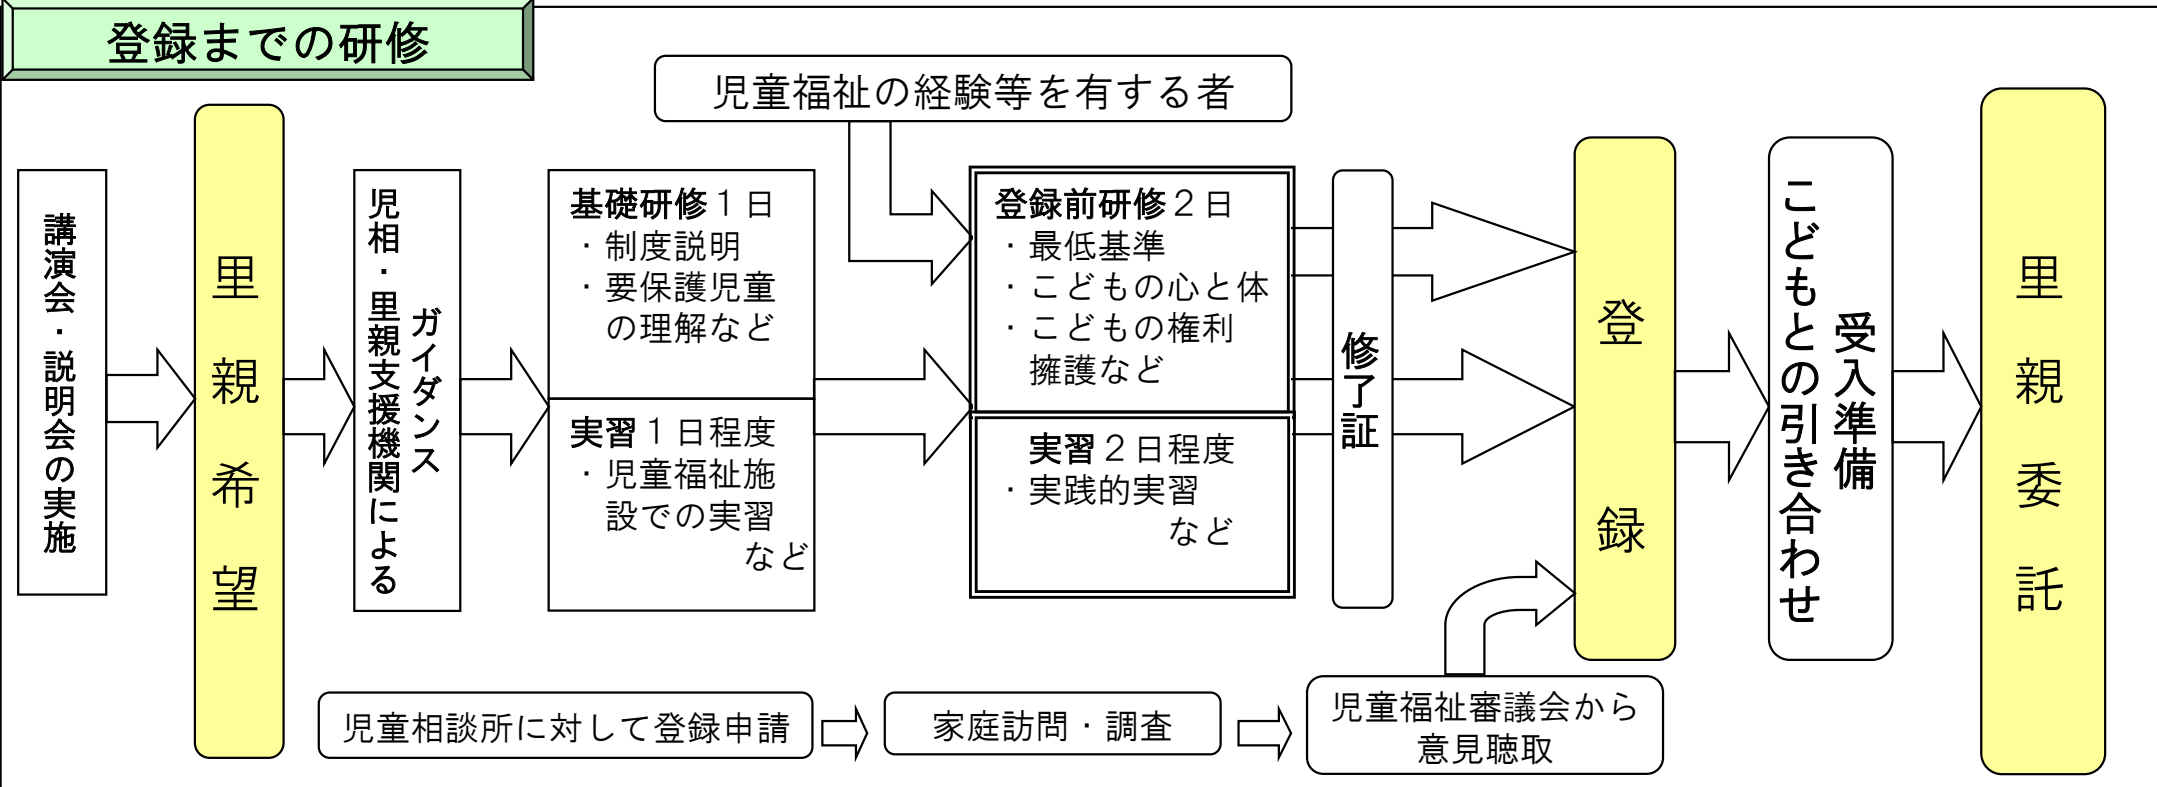 登録までの研修
児童福祉の経験等を有する者
講演会・説明会の実施
里親希望
児相・里親支援機関による
ガイダンス
基礎研修１日
・制度説明
・要保護児童
の理解など
実習１日程度
・児童福祉施
設での実習
など
登録前研修２日
・最低基準
・こどもの心と体
・こどもの権利
擁護など
実習２日程度
・実践的実習
など
修了証
登録
こどもとの引き合わせ
受入準備
里親委託
児童相談所に対して登録申請
家庭訪問・調査
児童福祉審議会から
意見聴取